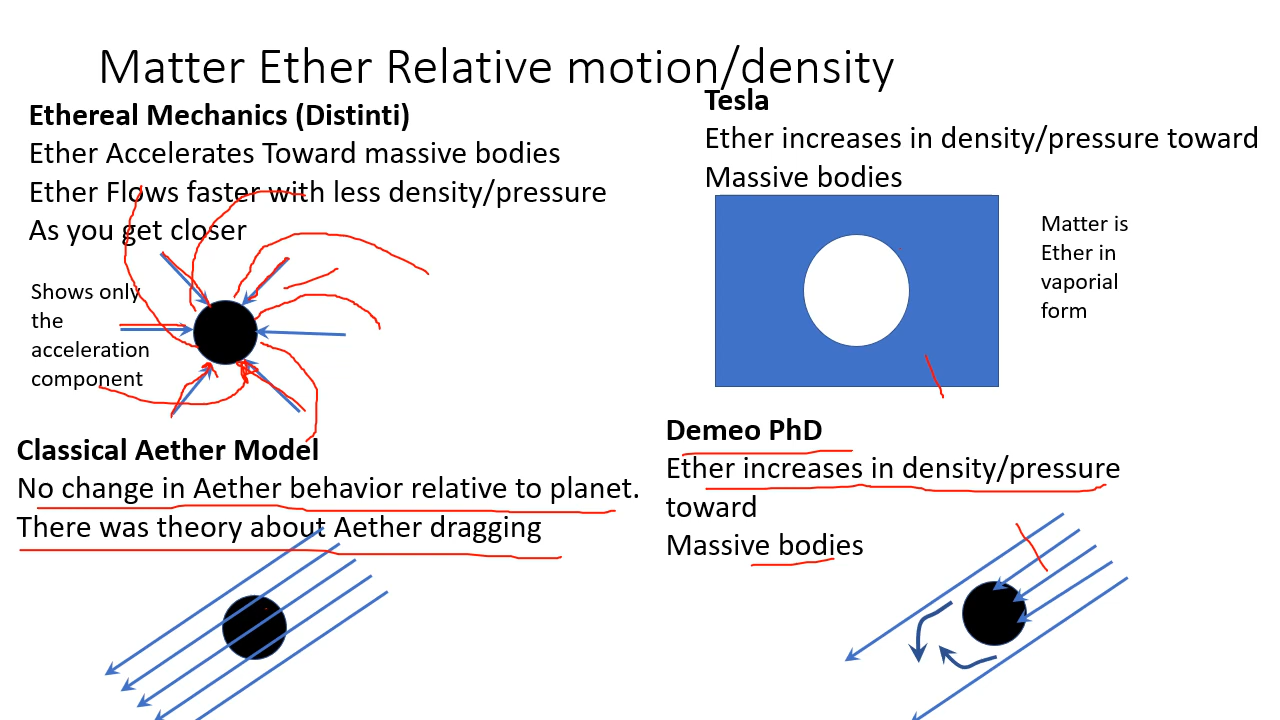 Matter Ether Relative motion/density
Ethereal Mechanics (Distinti)
Ether Accelerates Toward massive bodies
Ether Flows faster with less density/pressure
As you get closer
Shows only
the
acceleration
component
Tesla
Ether increases in density/pressure toward
Massive bodies
Matter is
Ether in
vaporial
form
Classical Aether Model
No change in Aether behavior relative to planet.
There was theory about Aether dragging
Demeo PhD
Ether increases in density/pressure
toward
Massive bodies